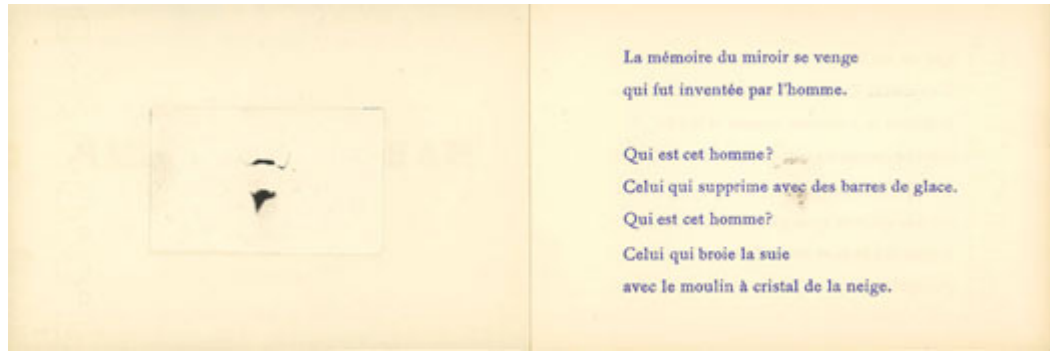 La mémoire du miroir se venge
qui fut inventée par l'homme.
Qui est cet homme?
Celui qui supprime avec des barres de glace.
Qui est cet homme?
Celui qui broie la suie
avec le moulin à cristal de la neige.